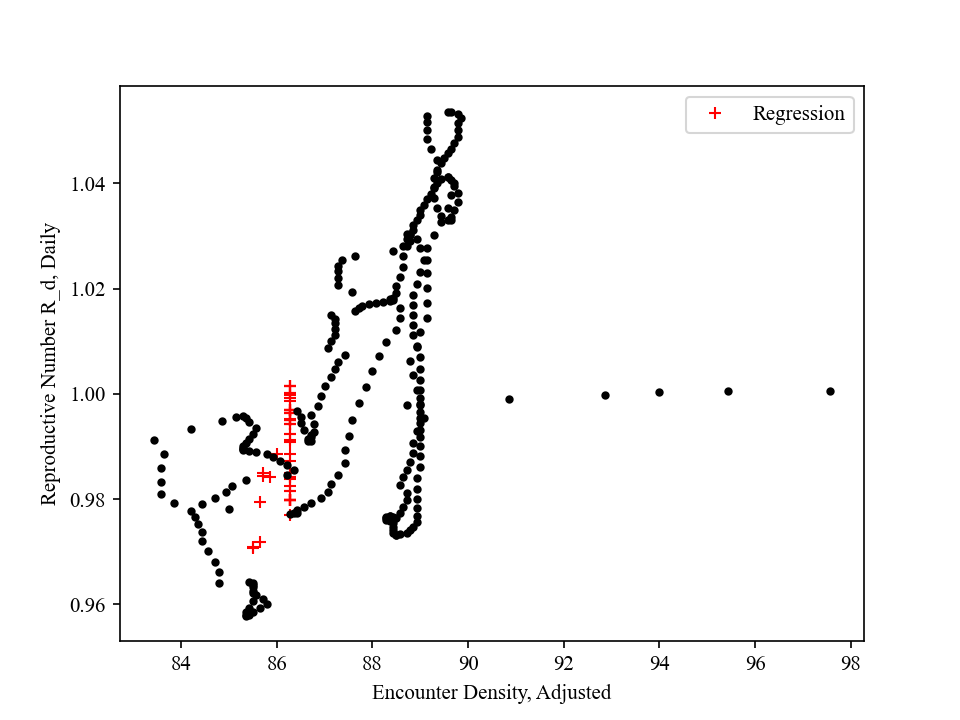 Regression
1.04
1.02
1.00
0.98
0.96
Reproductive Number R_d, Daily
84 86 88 90 92 94 96 98
Encounter Density, Adjusted